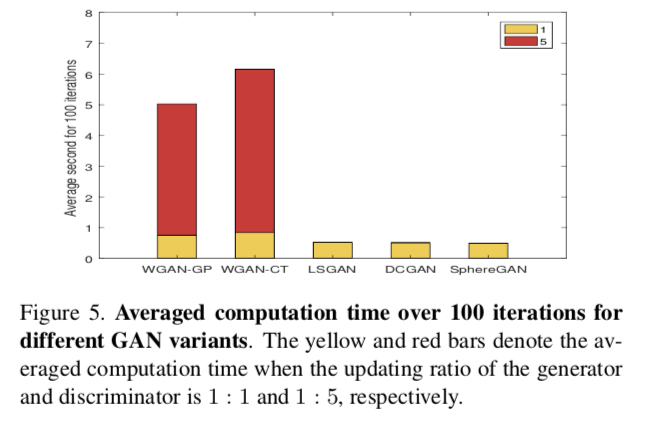 8
7
6
5
4
3
2
1
0
Average second for 100 iterations
1
5
WGAN-GP WGAN-CT LSGAN DCGAN SphereGAN
Figure 5. Averaged computation time over 100 iterations for
different GAN variants. The yellow and red bars denote the av-
eraged computation time when the updating ratio of the generator
and discriminator is 1 : 1 and 1 : 5, respectively.